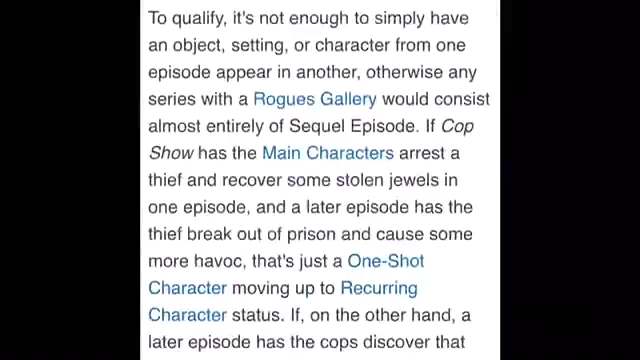 To qualify, it's not enough to simply have
an object, setting, or character from one
episode appear in another, otherwise any
series with a Rogues Gallery would consist
almost entirely of Sequel Episode. If Cop
Show has the Main Characters arrest a
thief and recover some stolen jewels in
one episode, and a later episode has the
thief break out of prison and cause some
more havoc, that's just a One-Shot
Character moving up to Recurring
Character status. If, on the other hand, a
later episode has the cops discover that